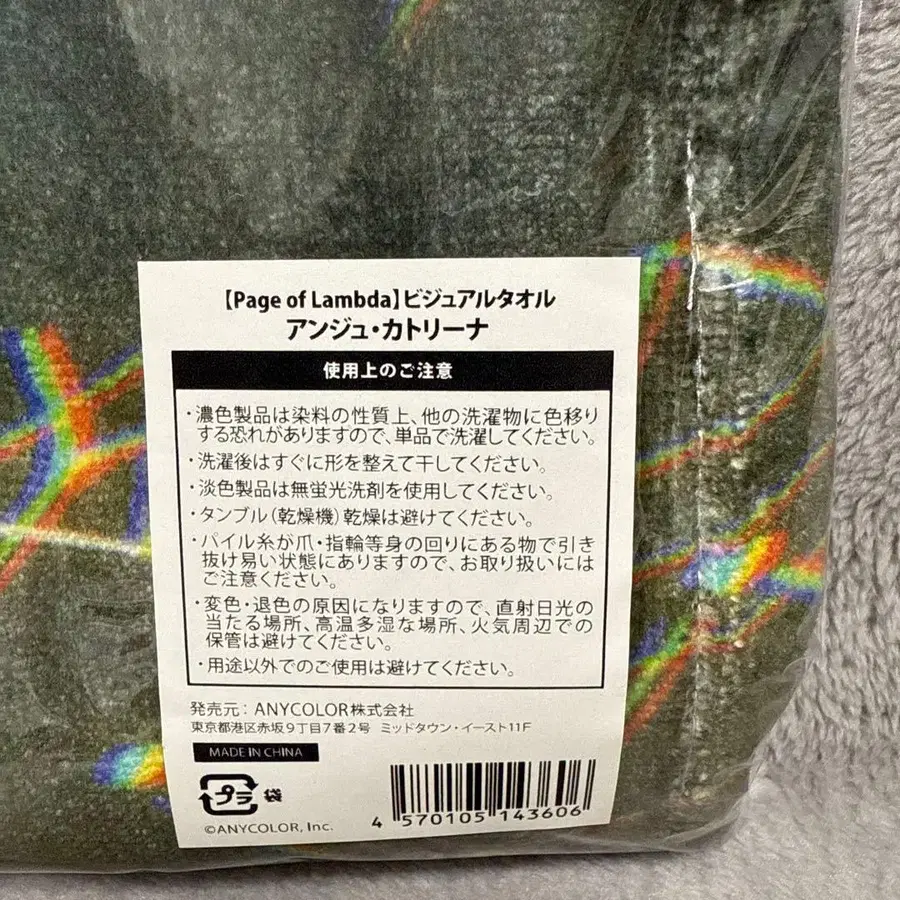 【Page of Lambda】ビジュアルタオル
アンジュ・カトリーナ
使用上のご注意
・濃色製品は染料の性質上、他の洗濯物に色移り
する恐れがありますので、単品で洗濯してください。
・洗濯後はすぐに形を整えて干してください。
・淡色製品は無蛍光洗剤を使用してください。
・タンブル（乾燥機）乾燥は避けてください。
・パイル糸が爪・指輪等身の回りにある物で引き
抜け易い状態にありますので、お取り扱いには
ご注意ください。
・変色・退色の原因になりますので、直射日光の
当たる場所、高温多湿な場所、火気周辺での
保管は避けてください。
・用途以外でのご使用は避けてください。
発売元：ANYCOLOR株式会社
東京都港区赤坂9丁目7番2号 ミッドタウン・イースト11F
MADE IN CHINA
プラ 袋
©ANYCOLOR, Inc.
4 570105 143606